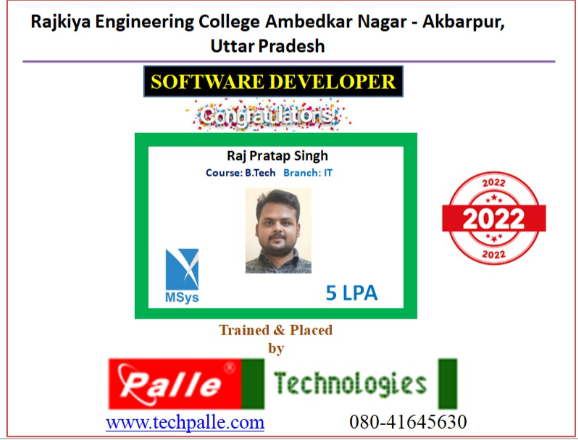 Rajkiya Engineering College Ambedkar Nagar - Akbarpur,
Uttar Pradesh
SOFTWARE DEVELOPER
Congratulations!
Raj Pratap Singh
Course: B.Tech Branch: IT
2022
2022
2022
MSys
5 LPA
Trained & Placed
by
Palle® Technologies
www.techpalle.com 080-41645630